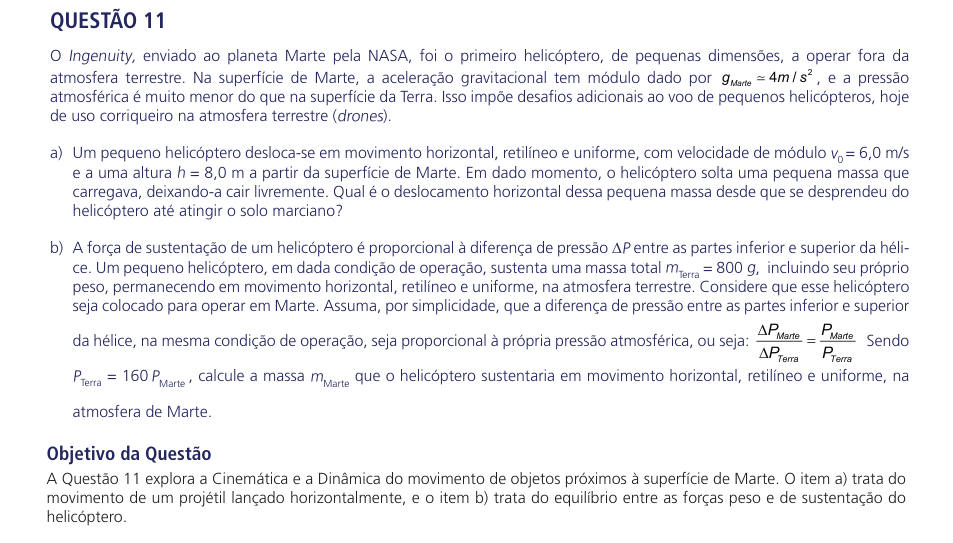 QUESTÃO 11
O Ingenuity, enviado ao planeta Marte pela NASA, foi o primeiro helicóptero, de pequenas dimensões, a operar fora da
atmosfera terrestre. Na superfície de Marte, a aceleração gravitacional tem módulo dado por g_Marte ≃ 4m / s², e a pressão
atmosférica é muito menor do que na superfície da Terra. Isso impõe desafios adicionais ao voo de pequenos helicópteros, hoje
de uso corriqueiro na atmosfera terrestre (drones).
a) Um pequeno helicóptero desloca-se em movimento horizontal, retilíneo e uniforme, com velocidade de módulo v₀ = 6,0 m/s
e a uma altura h = 8,0 m a partir da superfície de Marte. Em dado momento, o helicóptero solta uma pequena massa que
carregava, deixando-a cair livremente. Qual é o deslocamento horizontal dessa pequena massa desde que se desprendeu do
helicóptero até atingir o solo marciano?
b) A força de sustentação de um helicóptero é proporcional à diferença de pressão ΔP entre as partes inferior e superior da héli-
ce. Um pequeno helicóptero, em dada condição de operação, sustenta uma massa total m_Terra = 800 g, incluindo seu próprio
peso, permanecendo em movimento horizontal, retilíneo e uniforme, na atmosfera terrestre. Considere que esse helicóptero
seja colocado para operar em Marte. Assuma, por simplicidade, que a diferença de pressão entre as partes inferior e superior
da hélice, na mesma condição de operação, seja proporcional à própria pressão atmosférica, ou seja: ΔP_Marte / ΔP_Terra = P_Marte / P_Terra Sendo
P_Terra = 160 P_Marte , calcule a massa m_Marte que o helicóptero sustentaria em movimento horizontal, retilíneo e uniforme, na
atmosfera de Marte.
Objetivo da Questão
A Questão 11 explora a Cinemática e a Dinâmica do movimento de objetos próximos à superfície de Marte. O item a) trata do
movimento de um projétil lançado horizontalmente, e o item b) trata do equilíbrio entre as forças peso e de sustentação do
helicóptero.